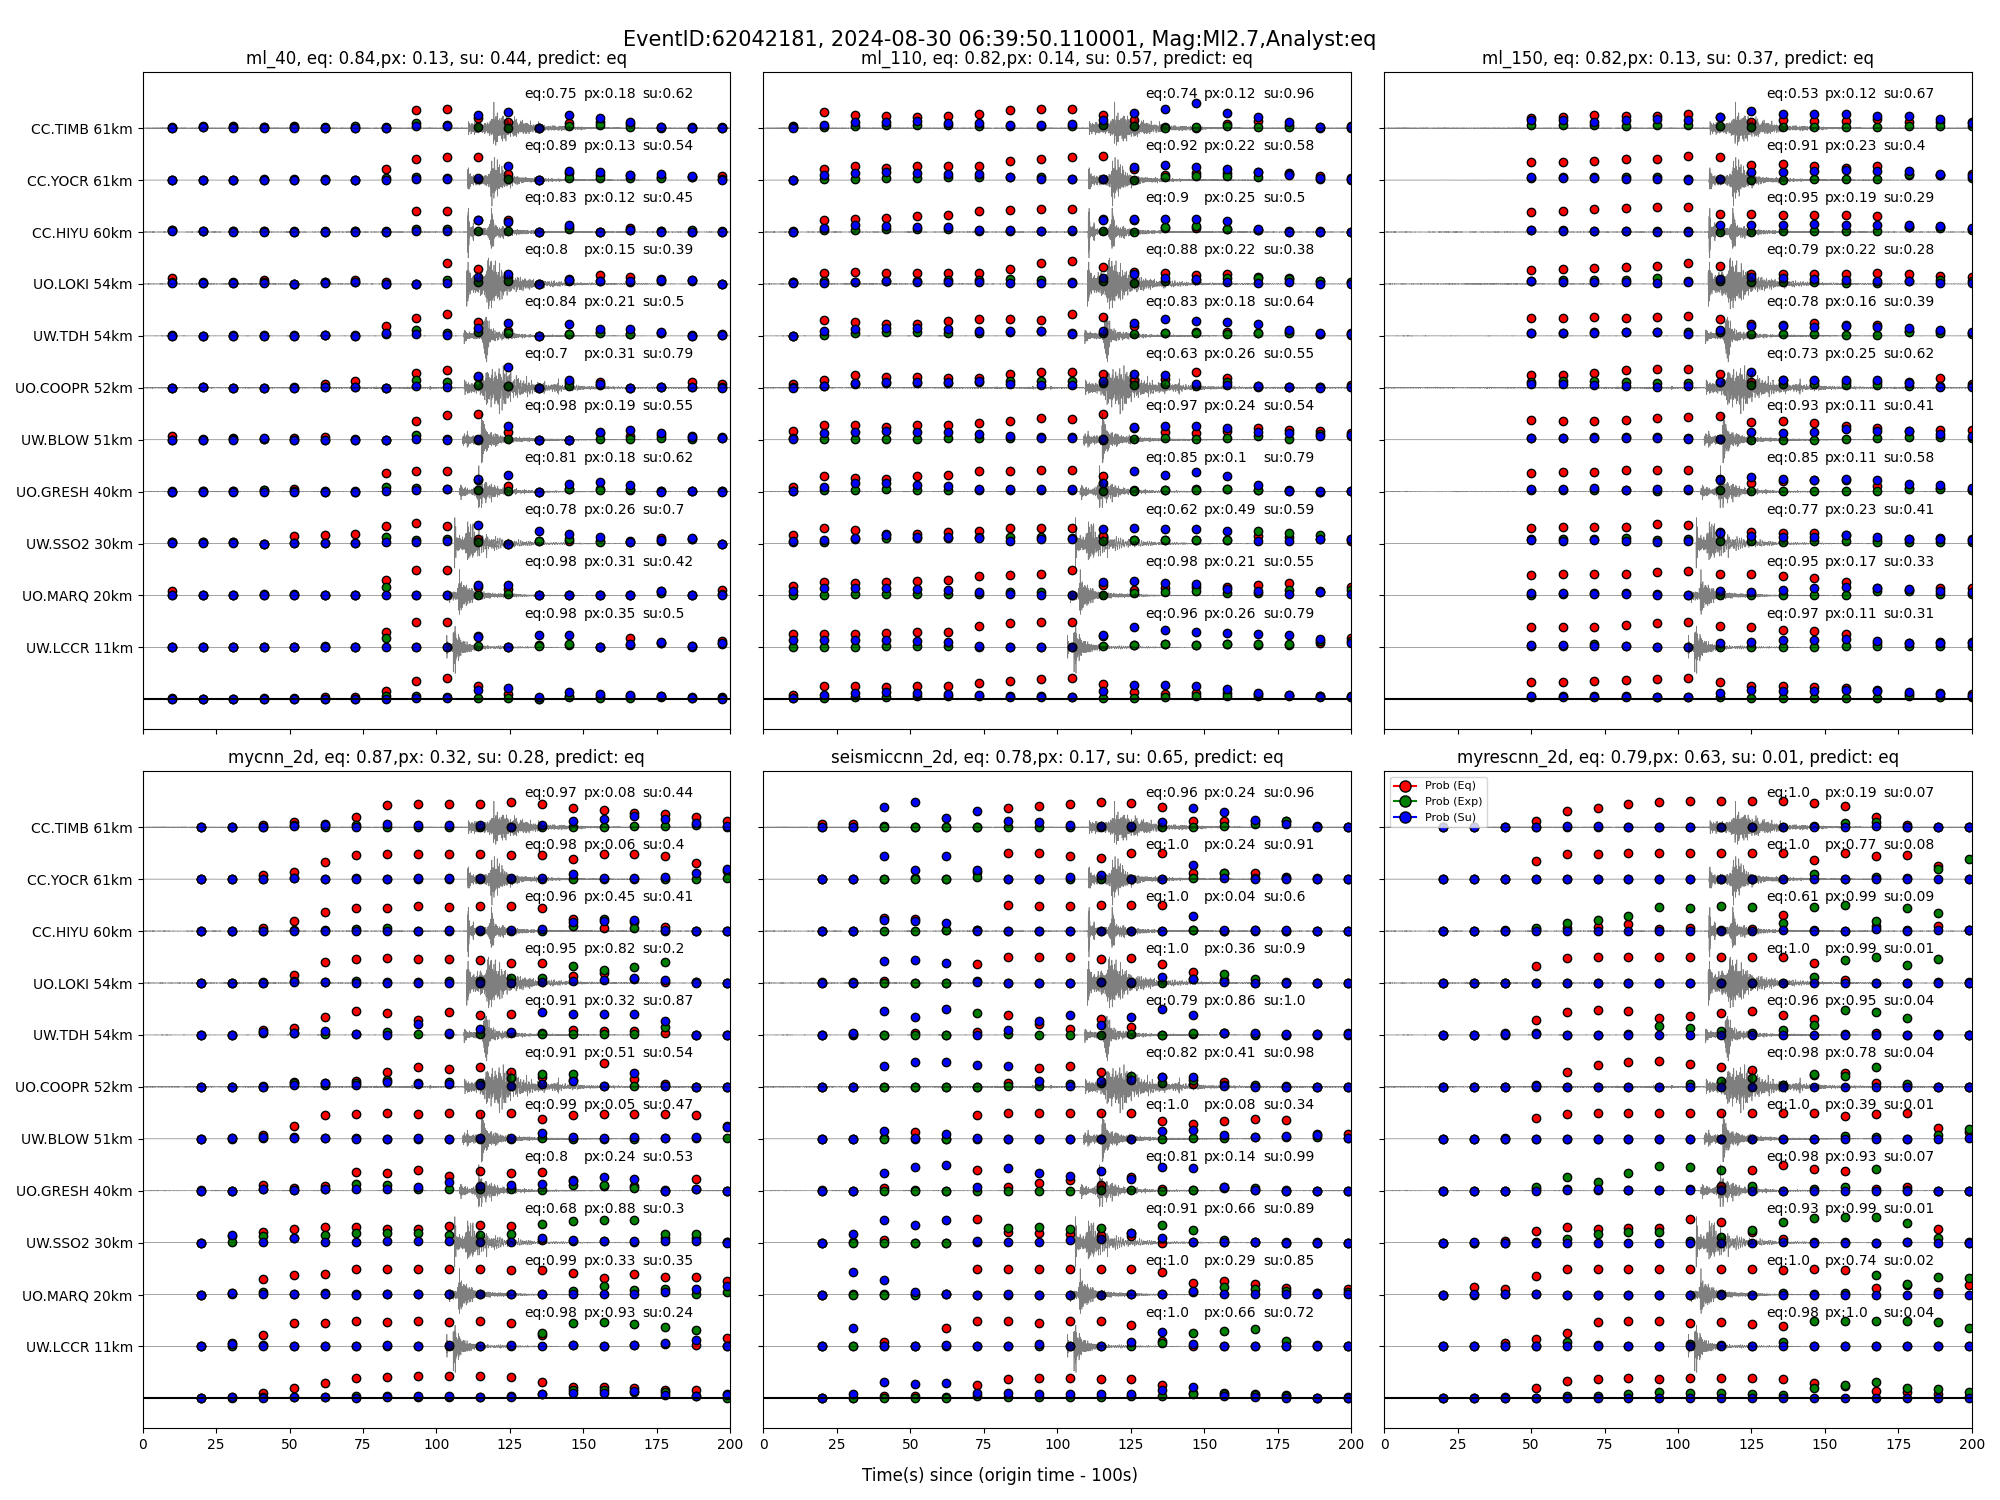 EventID:62042181, 2024-08-30 06:39:50.110001, Mag:Ml2.7,Analyst:eq
ml_40, eq: 0.84,px: 0.13, su: 0.44, predict: eq
CC.TIMB 61km eq:0.75 px:0.18 su:0.62
CC.YOCR 61km eq:0.89 px:0.13 su:0.54
CC.HIYU 60km eq:0.83 px:0.12 su:0.45
UO.LOKI 54km eq:0.8 px:0.15 su:0.39
UW.TDH 54km eq:0.84 px:0.21 su:0.5
UO.COOPR 52km eq:0.7 px:0.31 su:0.79
UW.BLOW 51km eq:0.98 px:0.19 su:0.55
UO.GRESH 40km eq:0.81 px:0.18 su:0.62
UW.SSO2 30km eq:0.78 px:0.26 su:0.7
UO.MARQ 20km eq:0.98 px:0.31 su:0.42
UW.LCCR 11km eq:0.98 px:0.35 su:0.5
ml_110, eq: 0.82,px: 0.14, su: 0.57, predict: eq
eq:0.74 px:0.12 su:0.96
eq:0.92 px:0.22 su:0.58
eq:0.9 px:0.25 su:0.5
eq:0.88 px:0.22 su:0.38
eq:0.83 px:0.18 su:0.64
eq:0.63 px:0.26 su:0.55
eq:0.97 px:0.24 su:0.54
eq:0.85 px:0.1 su:0.79
eq:0.62 px:0.49 su:0.59
eq:0.98 px:0.21 su:0.55
eq:0.96 px:0.26 su:0.79
ml_150, eq: 0.82,px: 0.13, su: 0.37, predict: eq
eq:0.53 px:0.12 su:0.67
eq:0.91 px:0.23 su:0.4
eq:0.95 px:0.19 su:0.29
eq:0.79 px:0.22 su:0.28
eq:0.78 px:0.16 su:0.39
eq:0.73 px:0.25 su:0.62
eq:0.93 px:0.11 su:0.41
eq:0.85 px:0.11 su:0.58
eq:0.77 px:0.23 su:0.41
eq:0.95 px:0.17 su:0.33
eq:0.97 px:0.11 su:0.31
mycnn_2d, eq: 0.87,px: 0.32, su: 0.28, predict: eq
CC.TIMB 61km eq:0.97 px:0.08 su:0.44
CC.YOCR 61km eq:0.98 px:0.06 su:0.4
CC.HIYU 60km eq:0.96 px:0.45 su:0.41
UO.LOKI 54km eq:0.95 px:0.82 su:0.2
UW.TDH 54km eq:0.91 px:0.32 su:0.87
UO.COOPR 52km eq:0.91 px:0.51 su:0.54
UW.BLOW 51km eq:0.99 px:0.05 su:0.47
UO.GRESH 40km eq:0.8 px:0.24 su:0.53
UW.SSO2 30km eq:0.68 px:0.88 su:0.3
UO.MARQ 20km eq:0.99 px:0.33 su:0.35
UW.LCCR 11km eq:0.98 px:0.93 su:0.24
0 25 50 75 100 125 150 175 200
seismiccnn_2d, eq: 0.78,px: 0.17, su: 0.65, predict: eq
eq:0.96 px:0.24 su:0.96
eq:1.0 px:0.24 su:0.91
eq:1.0 px:0.04 su:0.6
eq:1.0 px:0.36 su:0.9
eq:0.79 px:0.86 su:1.0
eq:0.82 px:0.41 su:0.98
eq:1.0 px:0.08 su:0.34
eq:0.81 px:0.14 su:0.99
eq:0.91 px:0.66 su:0.89
eq:1.0 px:0.29 su:0.85
eq:1.0 px:0.66 su:0.72
0 25 50 75 100 125 150 175 200
myrescnn_2d, eq: 0.79,px: 0.63, su: 0.01, predict: eq
Prob (Eq)
Prob (Exp)
Prob (Su)
eq:1.0 px:0.19 su:0.07
eq:1.0 px:0.77 su:0.08
eq:0.61 px:0.99 su:0.09
eq:1.0 px:0.99 su:0.01
eq:0.96 px:0.95 su:0.04
eq:0.98 px:0.78 su:0.04
eq:1.0 px:0.39 su:0.01
eq:0.98 px:0.93 su:0.07
eq:0.93 px:0.99 su:0.01
eq:1.0 px:0.74 su:0.02
eq:0.98 px:1.0 su:0.04
0 25 50 75 100 125 150 175 200
Time(s) since (origin time - 100s)